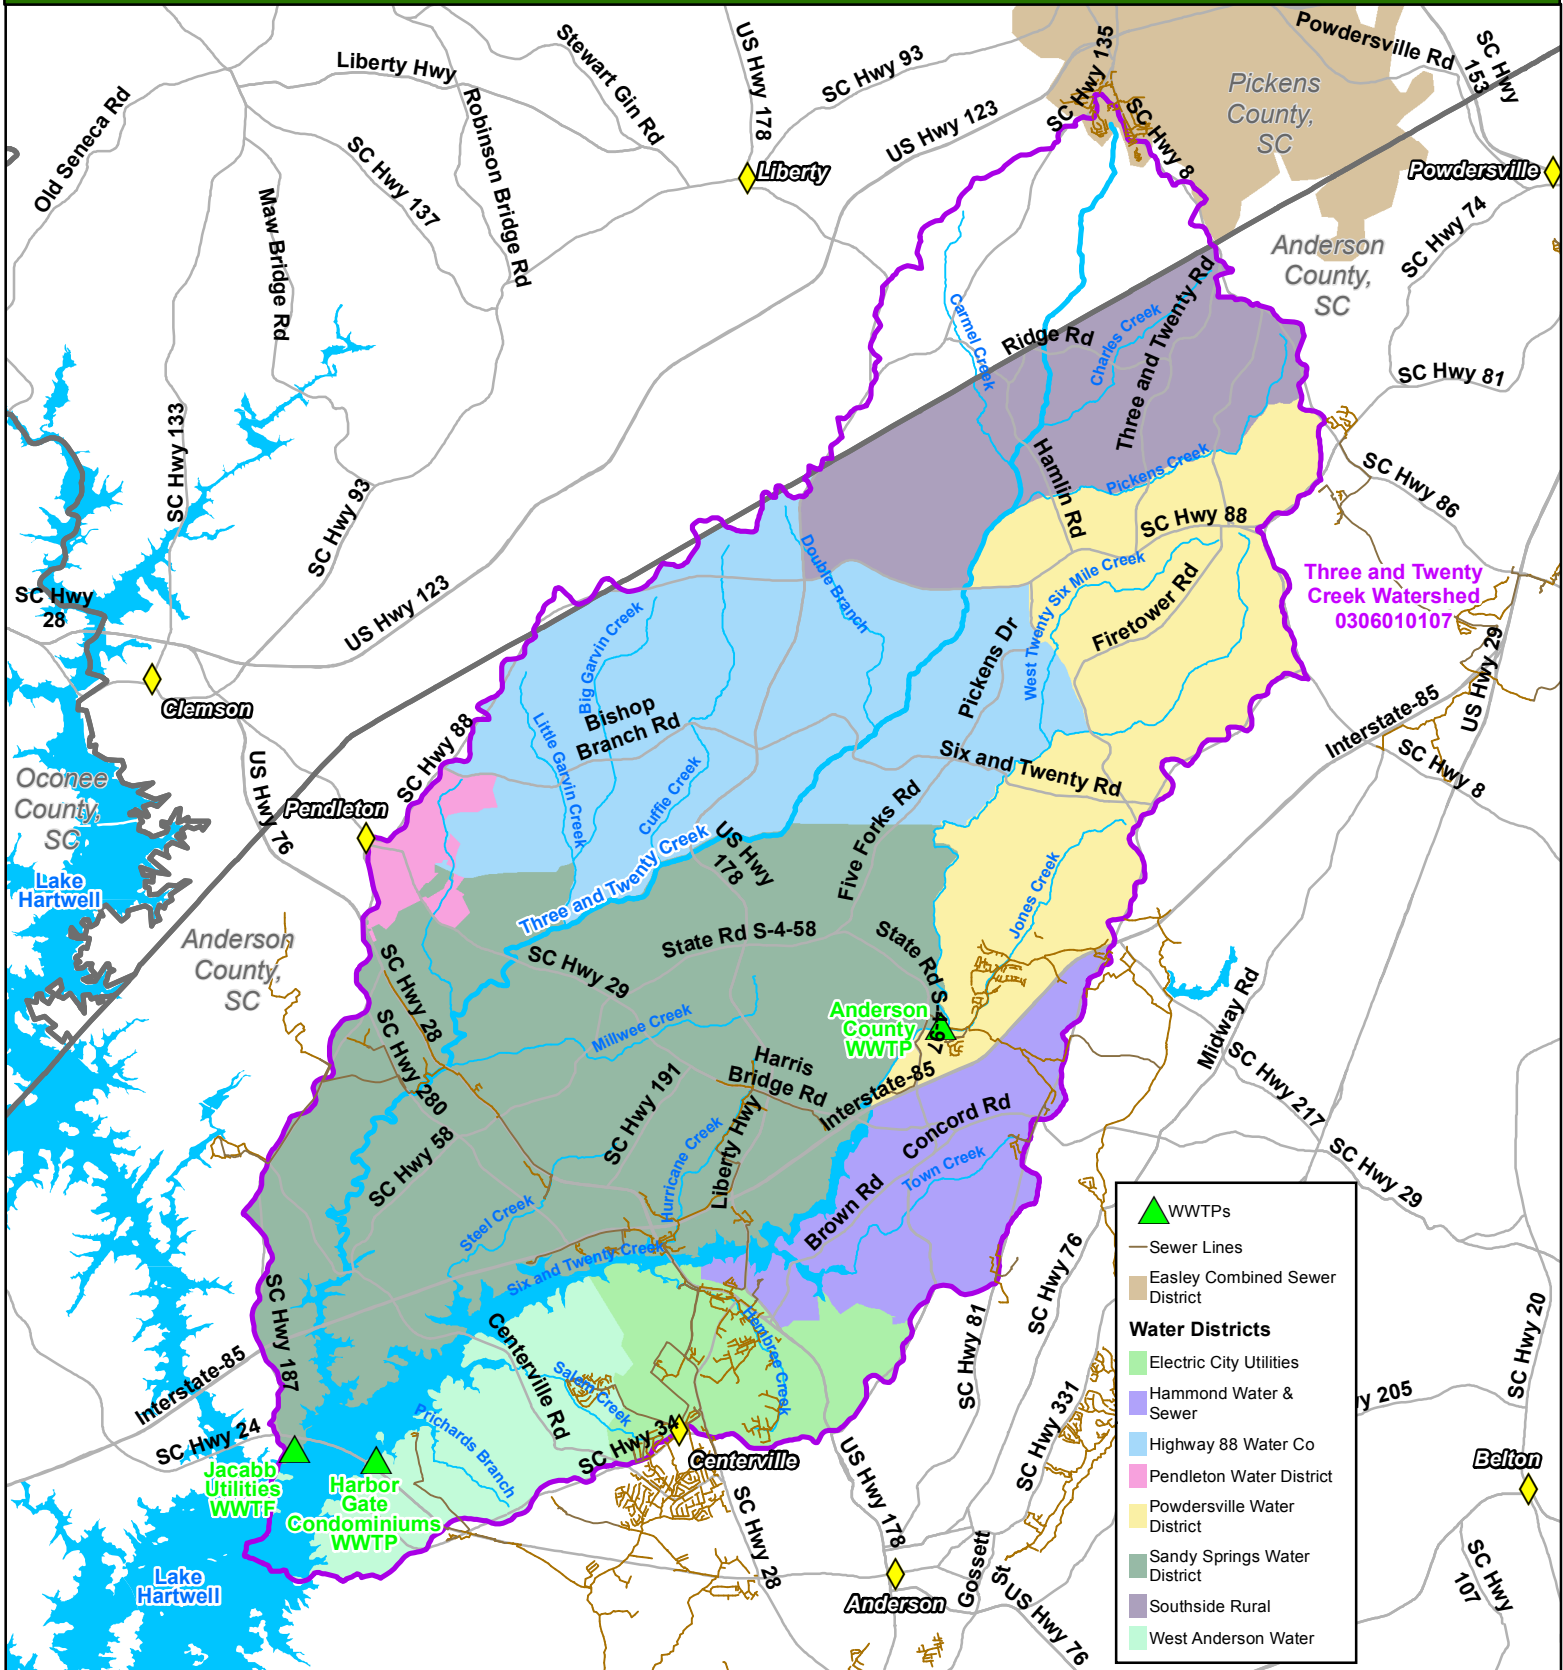 Powdersville Rd
SC Hwy
153
Stewart Gin Rd
US Hwy 178
SC Hwy 93
SC Hwy 135
Liberty Hwy
Pickens
County,
SC
Old Seneca Rd
Robinson Bridge Rd
US Hwy 123
SC Hwy 8
SC Hwy 137
Liberty
Powdersville
Maw Bridge Rd
SC Hwy 74
Anderson
County,
SC
Carmel Creek
Ridge Rd
Charles Creek
Three and Twenty Rd
SC Hwy 81
SC Hwy 133
Hamlin Rd
Pickens Creek
SC Hwy 86
SC Hwy 93
SC Hwy 88
Double Branch
West Twenty Six Mile Creek
Three and Twenty
Creek Watershed
0306010107
SC Hwy
28
US Hwy 123
Big Garvin Creek
Firetower Rd
Pickens Dr
US Hwy 29
Clemson
Little Garvin Creek
Bishop
Branch Rd
SC Hwy 88
Interstate-85
SC Hwy 8
US Hwy 76
Six and Twenty Rd
Oconee
County,
SC
Cuffie Creek
Pendleton
Five Forks Rd
US Hwy
178
Three and Twenty Creek
Lake
Hartwell
Jones Creek
Anderson
County,
SC
State Rd S-4-58
State Rd S-4-97
SC Hwy 29
SC Hwy 28
Millwee Creek
Anderson
County
WWTP
Midway Rd
SC Hwy 280
Harris
Bridge Rd
Interstate-85
SC Hwy 191
Concord Rd
SC Hwy 217
SC Hwy 58
Hurricane Creek
Liberty Hwy
Town Creek
SC Hwy 29
Brown Rd
Steel Creek
Six and Twenty Creek
SC Hwy 76
SC Hwy 187
Centerville Rd
Hembree Creek
SC Hwy 81
SC Hwy 20
Interstate-85
Salem Creek
SC Hwy 331
wy 205
Prichards Branch
SC Hwy 24
SC Hwy 34
Centerville
Belton
Jacabb
Utilities
WWTF
Harbor
Gate
Condominiums
WWTP
US Hwy 178
SC Hwy 28
Gossett
St
SC Hwy
107
Lake
Hartwell
Anderson
US Hwy 76
WWTPs
Sewer Lines
Easley Combined Sewer
District
Water Districts
Electric City Utilities
Hammond Water &
Sewer
Highway 88 Water Co
Pendleton Water District
Powdersville Water
District
Sandy Springs Water
District
Southside Rural
West Anderson Water